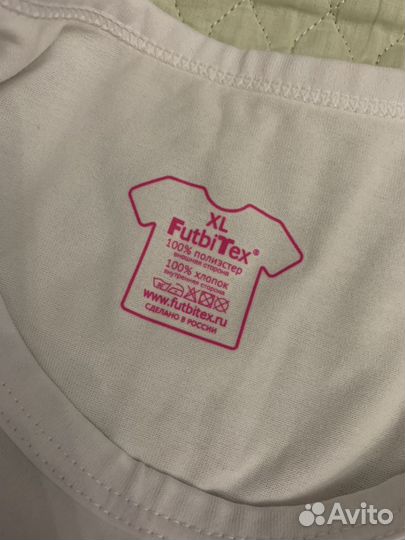 XL
FutbiTex®
100% полиэстер
внешняя сторона
100% хлопок
внутренняя сторона
www.futbitex.ru
СДЕЛАНО В РОССИИ
Avito